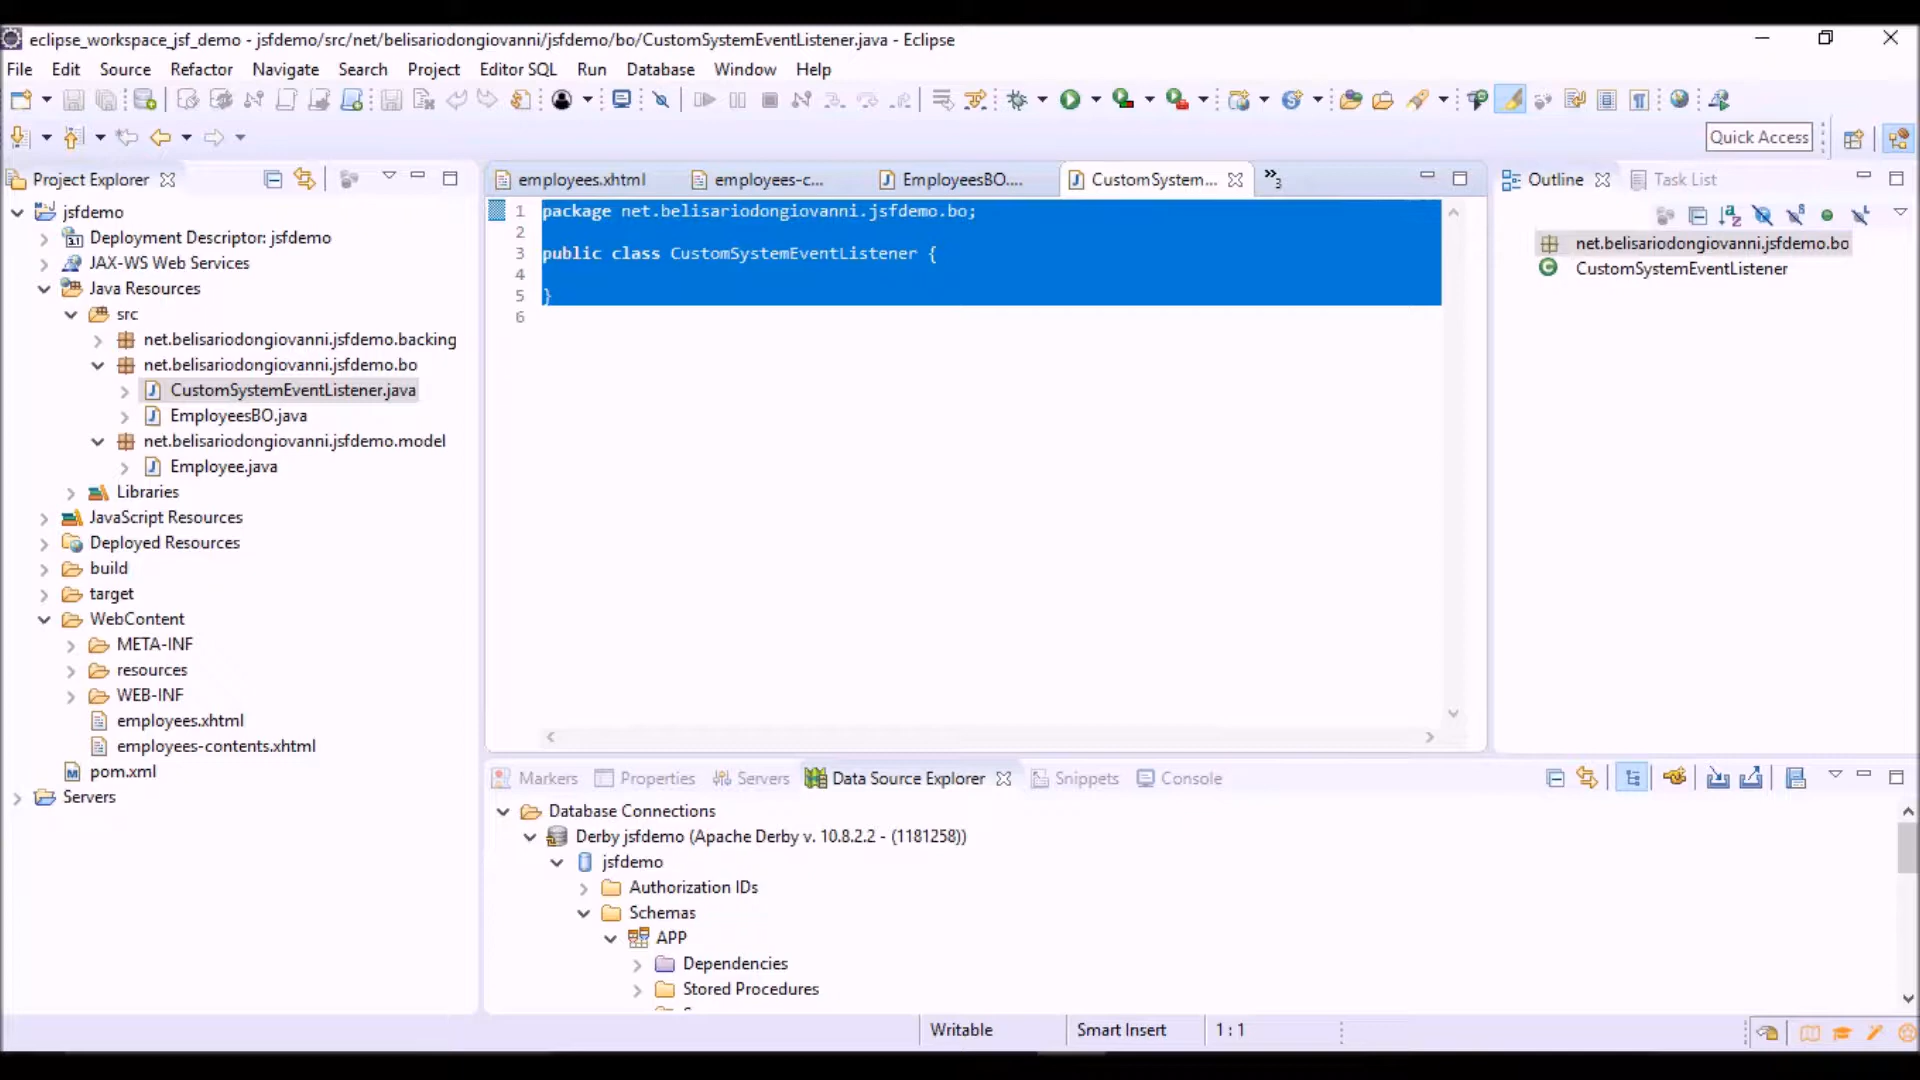 eclipse_workspace_jsf_demo - jsfdemo/src/net/belisariodongiovanni/jsfdemo/bo/CustomSystemEventListener.java - Eclipse
File Edit Source Refactor Navigate Search Project Editor SQL Run Database Window Help
Quick Access
Project Explorer
jsfdemo
Deployment Descriptor: jsfdemo
JAX-WS Web Services
Java Resources
src
net.belisariodongiovanni.jsfdemo.backing
net.belisariodongiovanni.jsfdemo.bo
CustomSystemEventListener.java
EmployeesBO.java
net.belisariodongiovanni.jsfdemo.model
Employee.java
Libraries
JavaScript Resources
Deployed Resources
build
target
WebContent
META-INF
resources
WEB-INF
employees.xhtml
employees-contents.xhtml
pom.xml
Servers
employees.xhtml employees-c... EmployeesBO.... CustomSystem... »3
1 package net.belisariodongiovanni.jsfdemo.bo;
2
3 public class CustomSystemEventListener {
4
5 }
6
Outline Task List
net.belisariodongiovanni.jsfdemo.bo
CustomSystemEventListener
Markers Properties Servers Data Source Explorer Snippets Console
Database Connections
Derby jsfdemo (Apache Derby v. 10.8.2.2 - (1181258))
jsfdemo
Authorization IDs
Schemas
APP
Dependencies
Stored Procedures
Writable Smart Insert 1 : 1